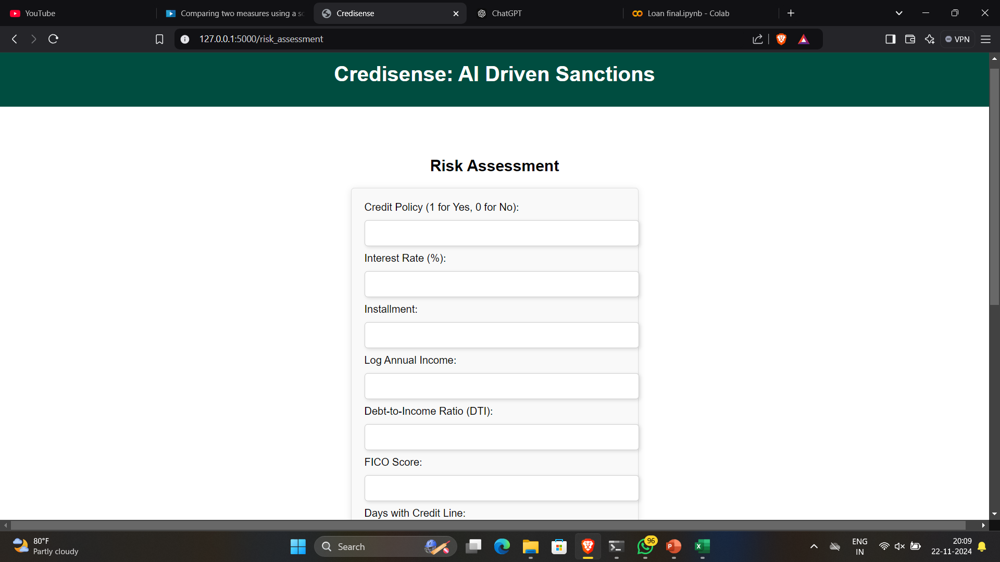 YouTube
Comparing two measures using a sc
Credisense
ChatGPT
Loan final.ipynb - Colab
127.0.0.1:5000/risk_assessment
VPN
Credisense: AI Driven Sanctions
Risk Assessment
Credit Policy (1 for Yes, 0 for No):
Interest Rate (%):
Installment:
Log Annual Income:
Debt-to-Income Ratio (DTI):
FICO Score:
Days with Credit Line:
80°F
Partly cloudy
Search
96
ENG
IN
20:09
22-11-2024